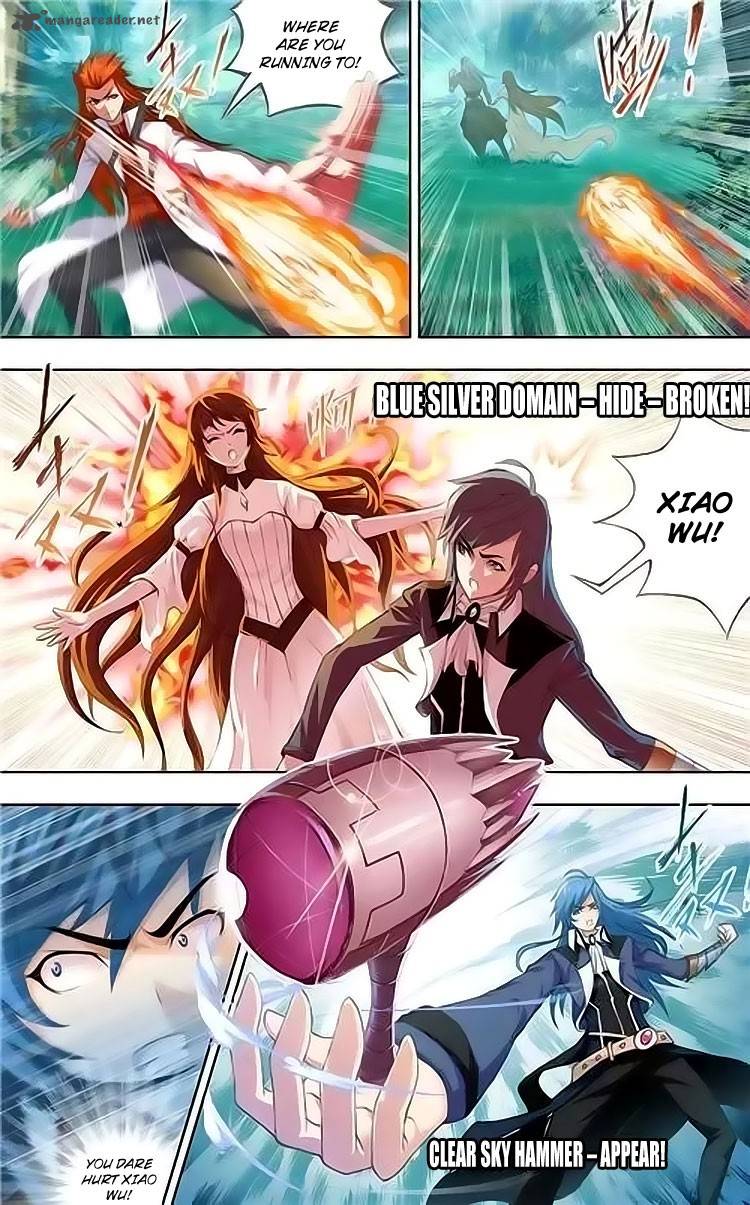 mangareader.net
WHERE
ARE YOU
RUNNING TO!
BLUE SILVER DOMAIN – HIDE – BROKEN!
XIAO
WU!
YOU DARE
HURT XIAO
WU!
CLEAR SKY HAMMER – APPEAR!